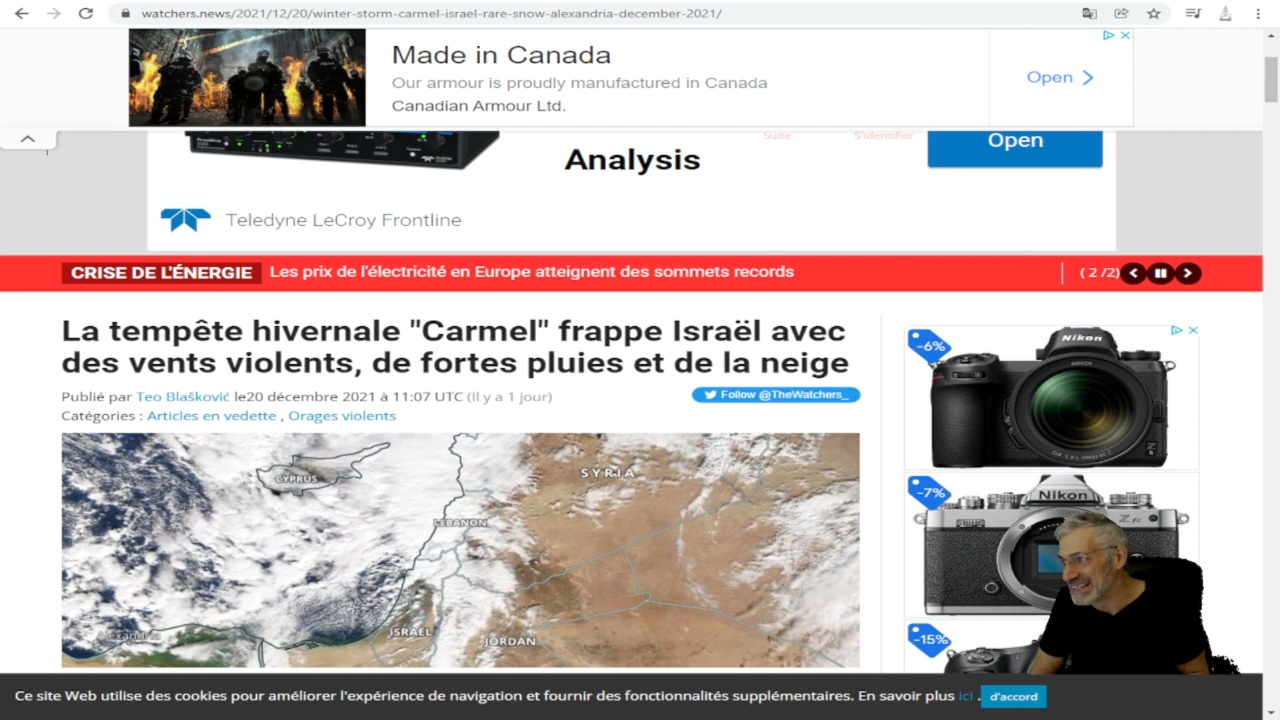 watchers.news/2021/12/20/winter-storm-carmel-israel-rare-snow-alexandria-december-2021/
Made in Canada
Our armour is proudly manufactured in Canada
Canadian Armour Ltd.
Open
Suite
S'identifier
Analysis
Open
Teledyne LeCroy Frontline
CRISE DE L'ÉNERGIE Les prix de l'électricité en Europe atteignent des sommets records ( 2 /2)
La tempête hivernale "Carmel" frappe Israël avec
des vents violents, de fortes pluies et de la neige
Publié par Teo Blašković le20 décembre 2021 à 11:07 UTC (Il y a 1 jour)
Follow @TheWatchers_
Catégories : Articles en vedette , Orages violents
CYPRUS
SYRIA
LEBANON
Alexandria
ISRAEL
JORDAN
-6%
Nikon
-7%
Nikon
Z fc
-15%
Ce site Web utilise des cookies pour améliorer l'expérience de navigation et fournir des fonctionnalités supplémentaires. En savoir plus ici . d'accord